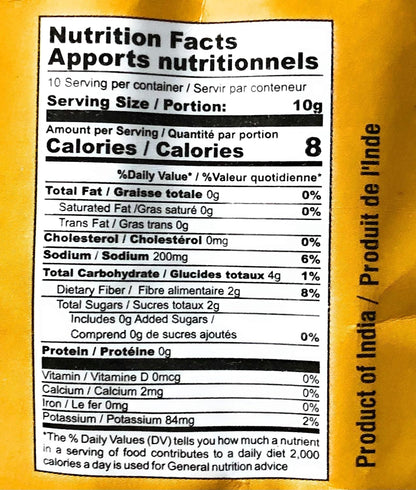 Nutrition Facts
Apports nutritionnels
10 Serving per container / Servir par conteneur
Serving Size / Portion: 10g
Amount per Serving / Quantité par portion
Calories / Calories 8
%Daily Value* / %Valeur quotidienne*
Total Fat / Graisse totale 0g 0%
Saturated Fat /Gras saturé 0g 0%
Trans Fat / Gras trans 0g
Cholesterol / Cholestérol 0mg 0%
Sodium / Sodium 200mg 6%
Total Carbohydrate / Glucides totaux 4g 1%
Dietary Fiber / Fibre alimentaire 2g 8%
Total Sugars / Sucres totaux 2g
Includes 0g Added Sugars /
Comprend 0g de sucres ajoutés 0%
Protein / Protéine 0g
Vitamin / Vitamine D 0mcg 0%
Calcium / Calcium 2mg 0%
Iron / Le fer 0mg 0%
Potassium / Potassium 84mg 2%
*The % Daily Values (DV) tells you how much a nutrient
in a serving of food contributes to a daily diet 2,000
calories a day is used for General nutrition advice
Product of India / Produit de l'Inde